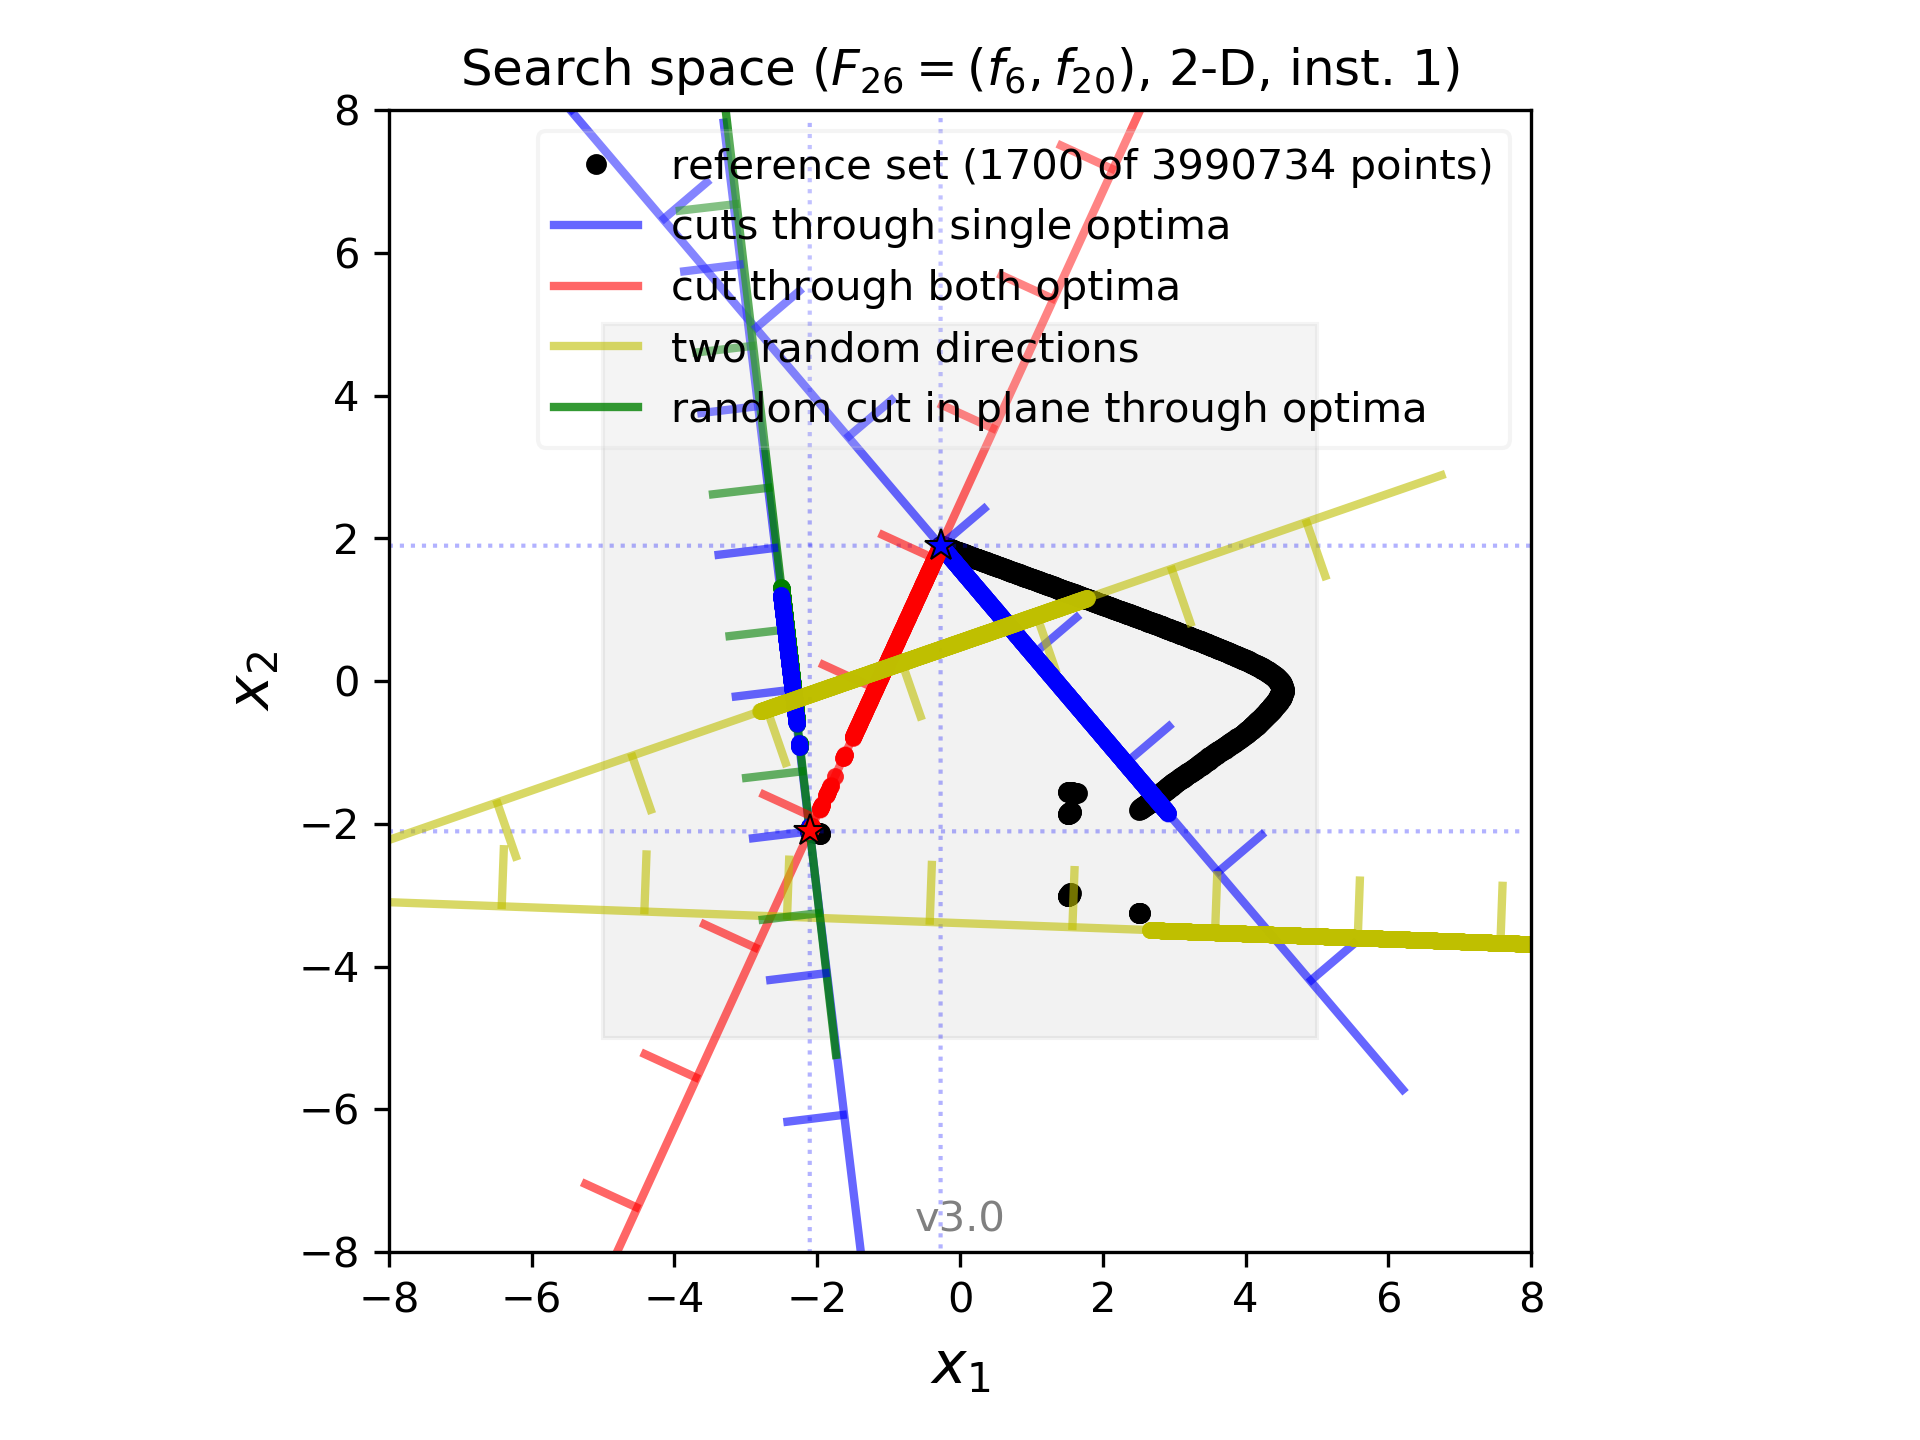 Search space (F₂₆ = (f₆, f₂₀), 2-D, inst. 1)
reference set (1700 of 3990734 points)
cuts through single optima
cut through both optima
two random directions
random cut in plane through optima
8
6
4
2
0
−2
−4
−6
−8
x₂
v3.0
−8 −6 −4 −2 0 2 4 6 8
x₁